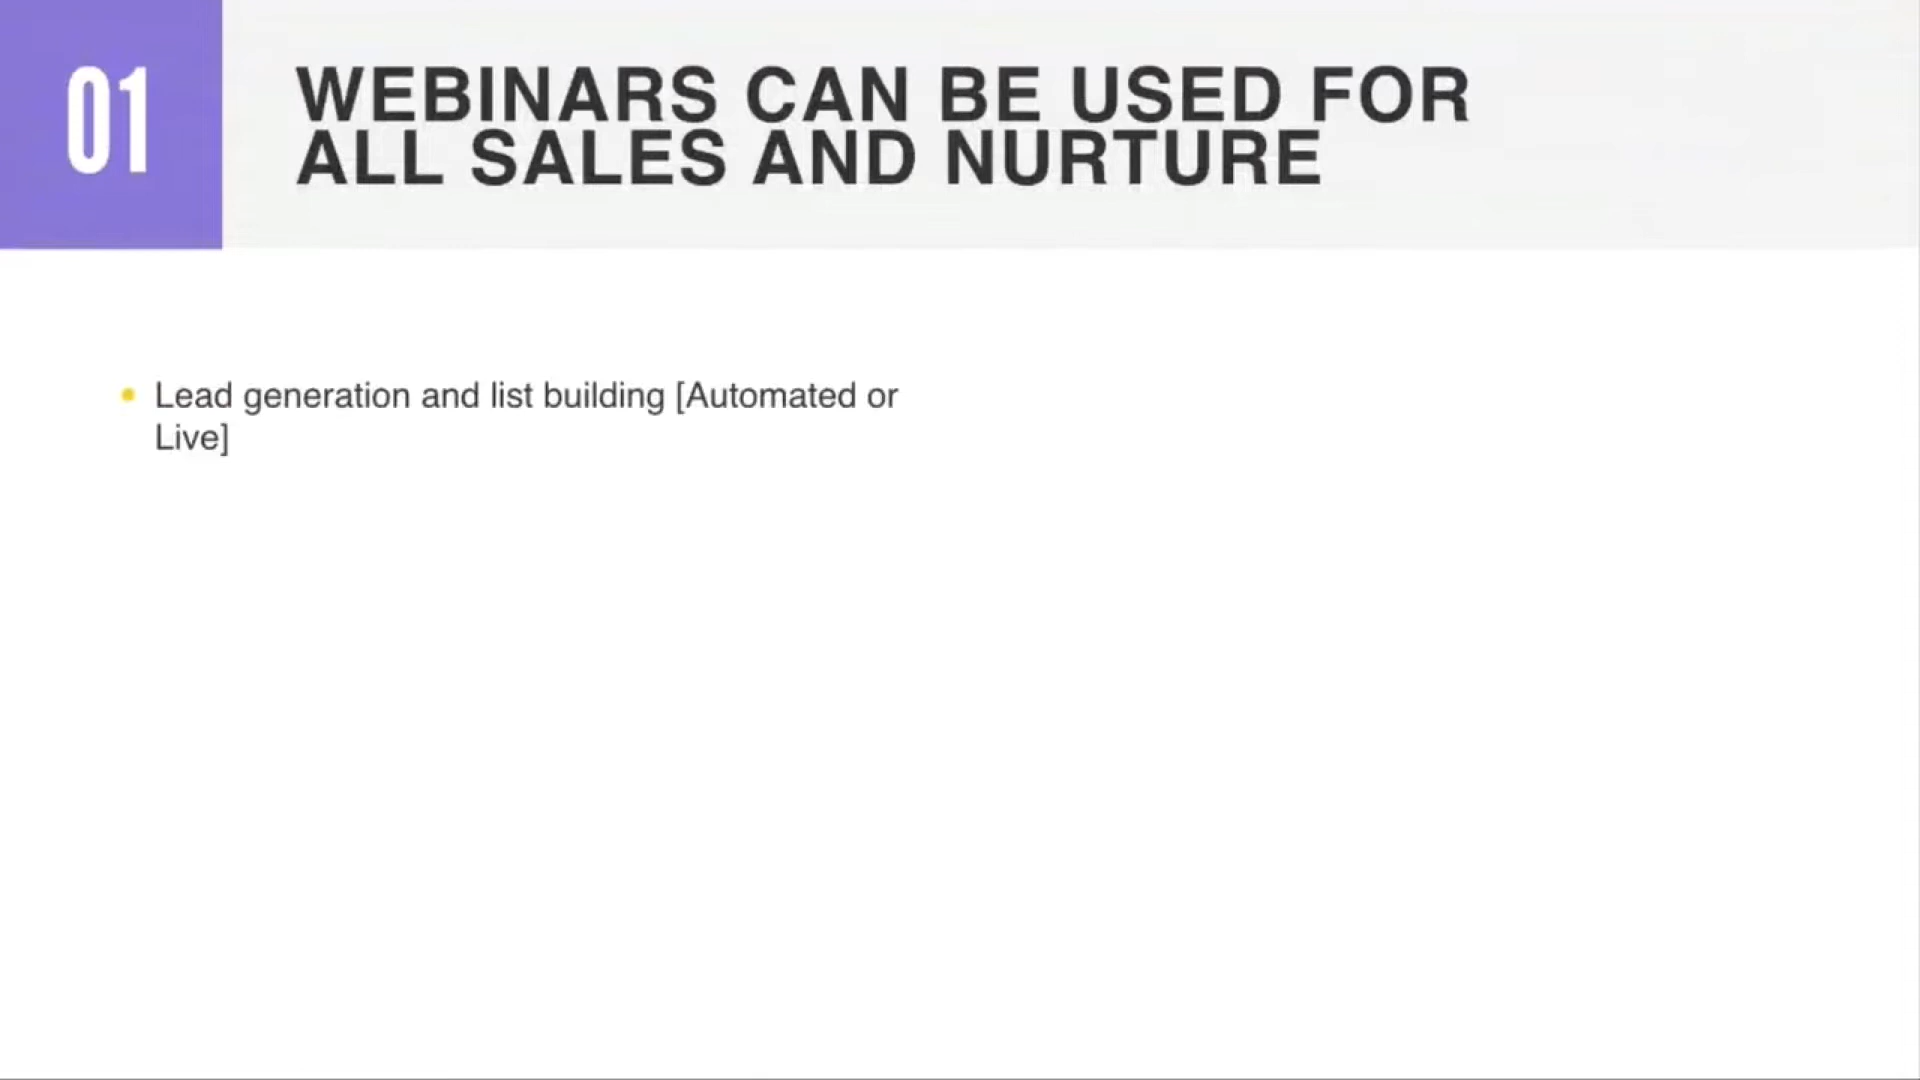 01
WEBINARS CAN BE USED FOR
ALL SALES AND NURTURE
• Lead generation and list building [Automated or
Live]